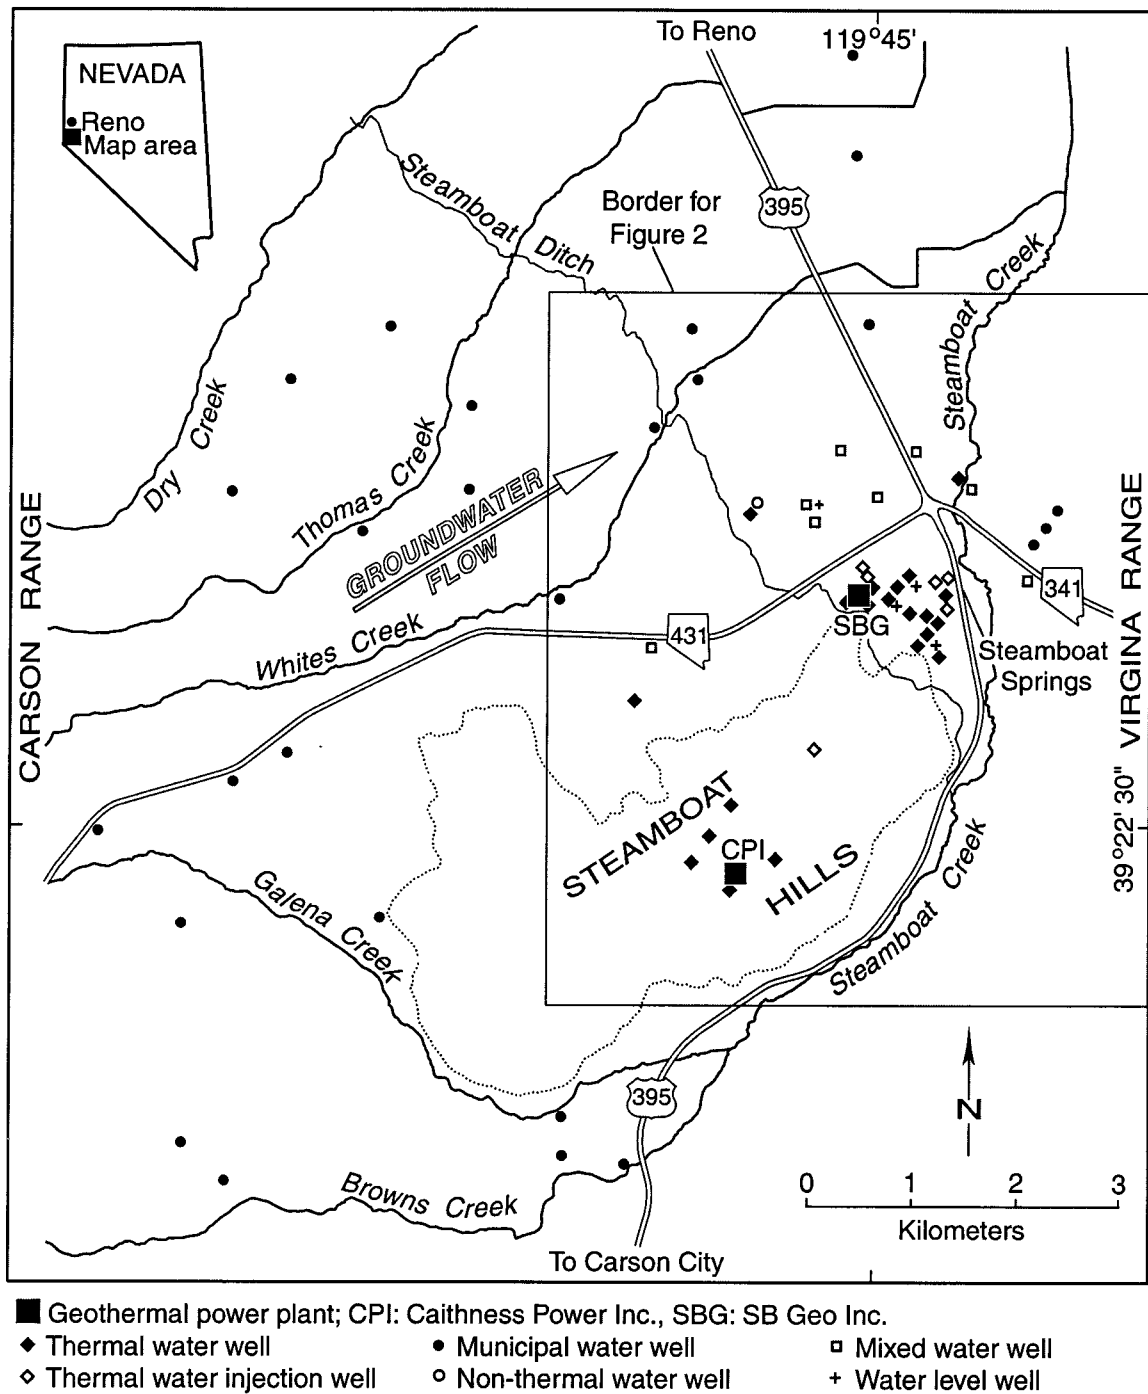 To Reno
119°45'
NEVADA
Reno
Map area
Steamboat Ditch
Border for
Figure 2
395
Steamboat Creek
Steamboat Creek
Dry Creek
Thomas Creek
GROUNDWATER
FLOW
CARSON RANGE
VIRGINA RANGE
341
431
SBG
Whites Creek
Steamboat
Springs
STEAMBOAT
HILLS
CPI
39°22' 30"
Galena Creek
Steamboat Creek
N
395
0 1 2 3
Kilometers
Browns Creek
To Carson City
Geothermal power plant; CPI: Caithness Power Inc., SBG: SB Geo Inc.
Thermal water well
Municipal water well
Mixed water well
Thermal water injection well
Non-thermal water well
Water level well